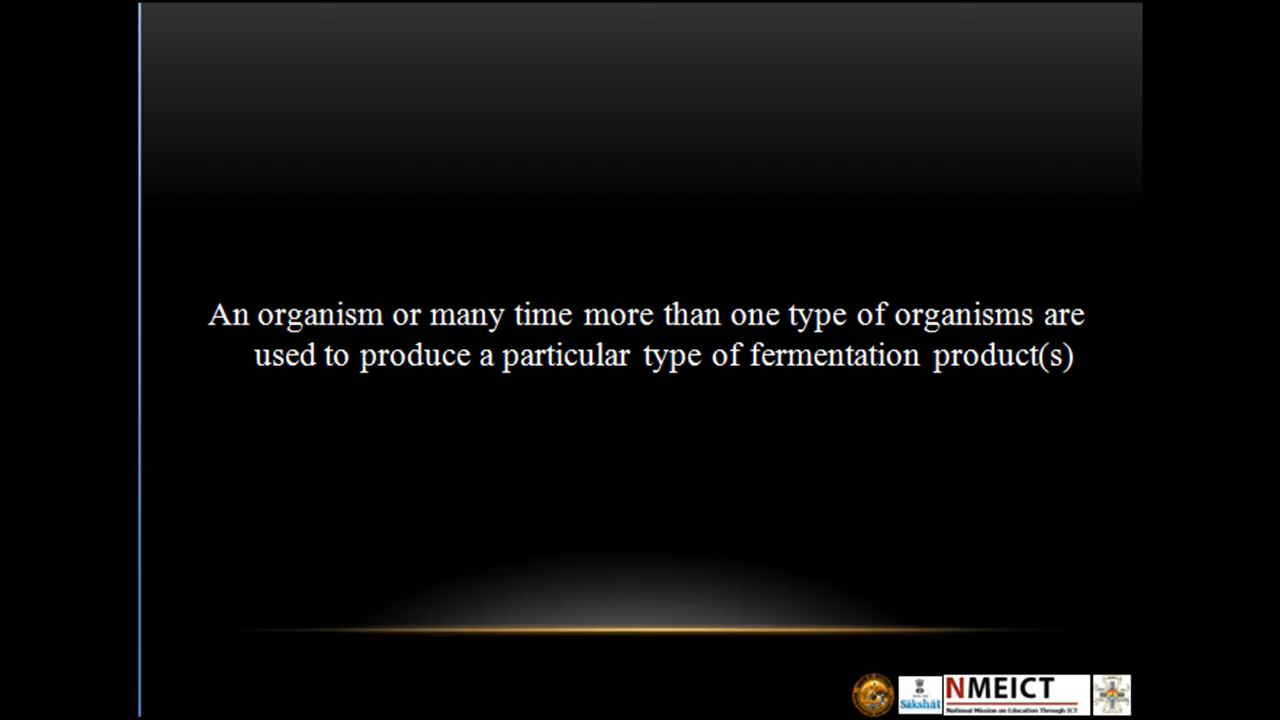 An organism or many time more than one type of organisms are
used to produce a particular type of fermentation product(s)
Sakshat
NMEICT
National Mission on Education Through ICT